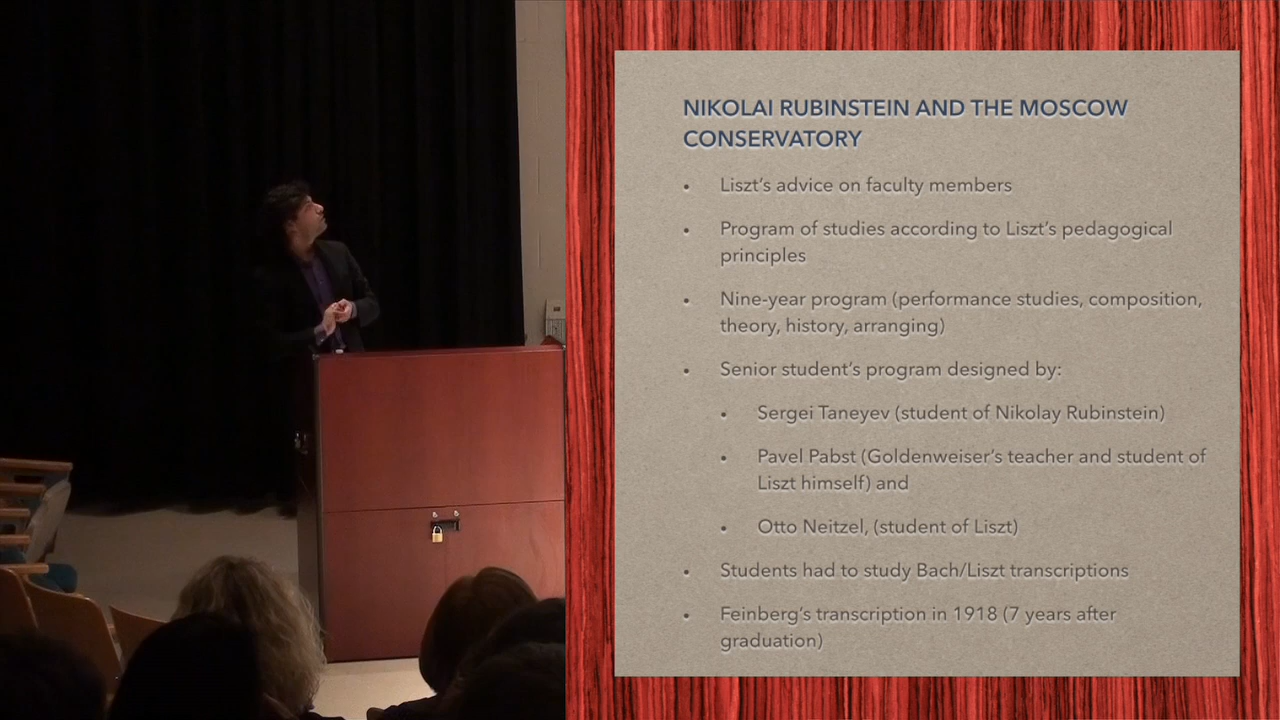 NIKOLAI RUBINSTEIN AND THE MOSCOW
CONSERVATORY
• Liszt's advice on faculty members
• Program of studies according to Liszt's pedagogical
principles
• Nine-year program (performance studies, composition,
theory, history, arranging)
• Senior student's program designed by:
• Sergei Taneyev (student of Nikolay Rubinstein)
• Pavel Pabst (Goldenweiser's teacher and student of
Liszt himself) and
• Otto Neitzel, (student of Liszt)
• Students had to study Bach/Liszt transcriptions
• Feinberg's transcription in 1918 (7 years after
graduation)